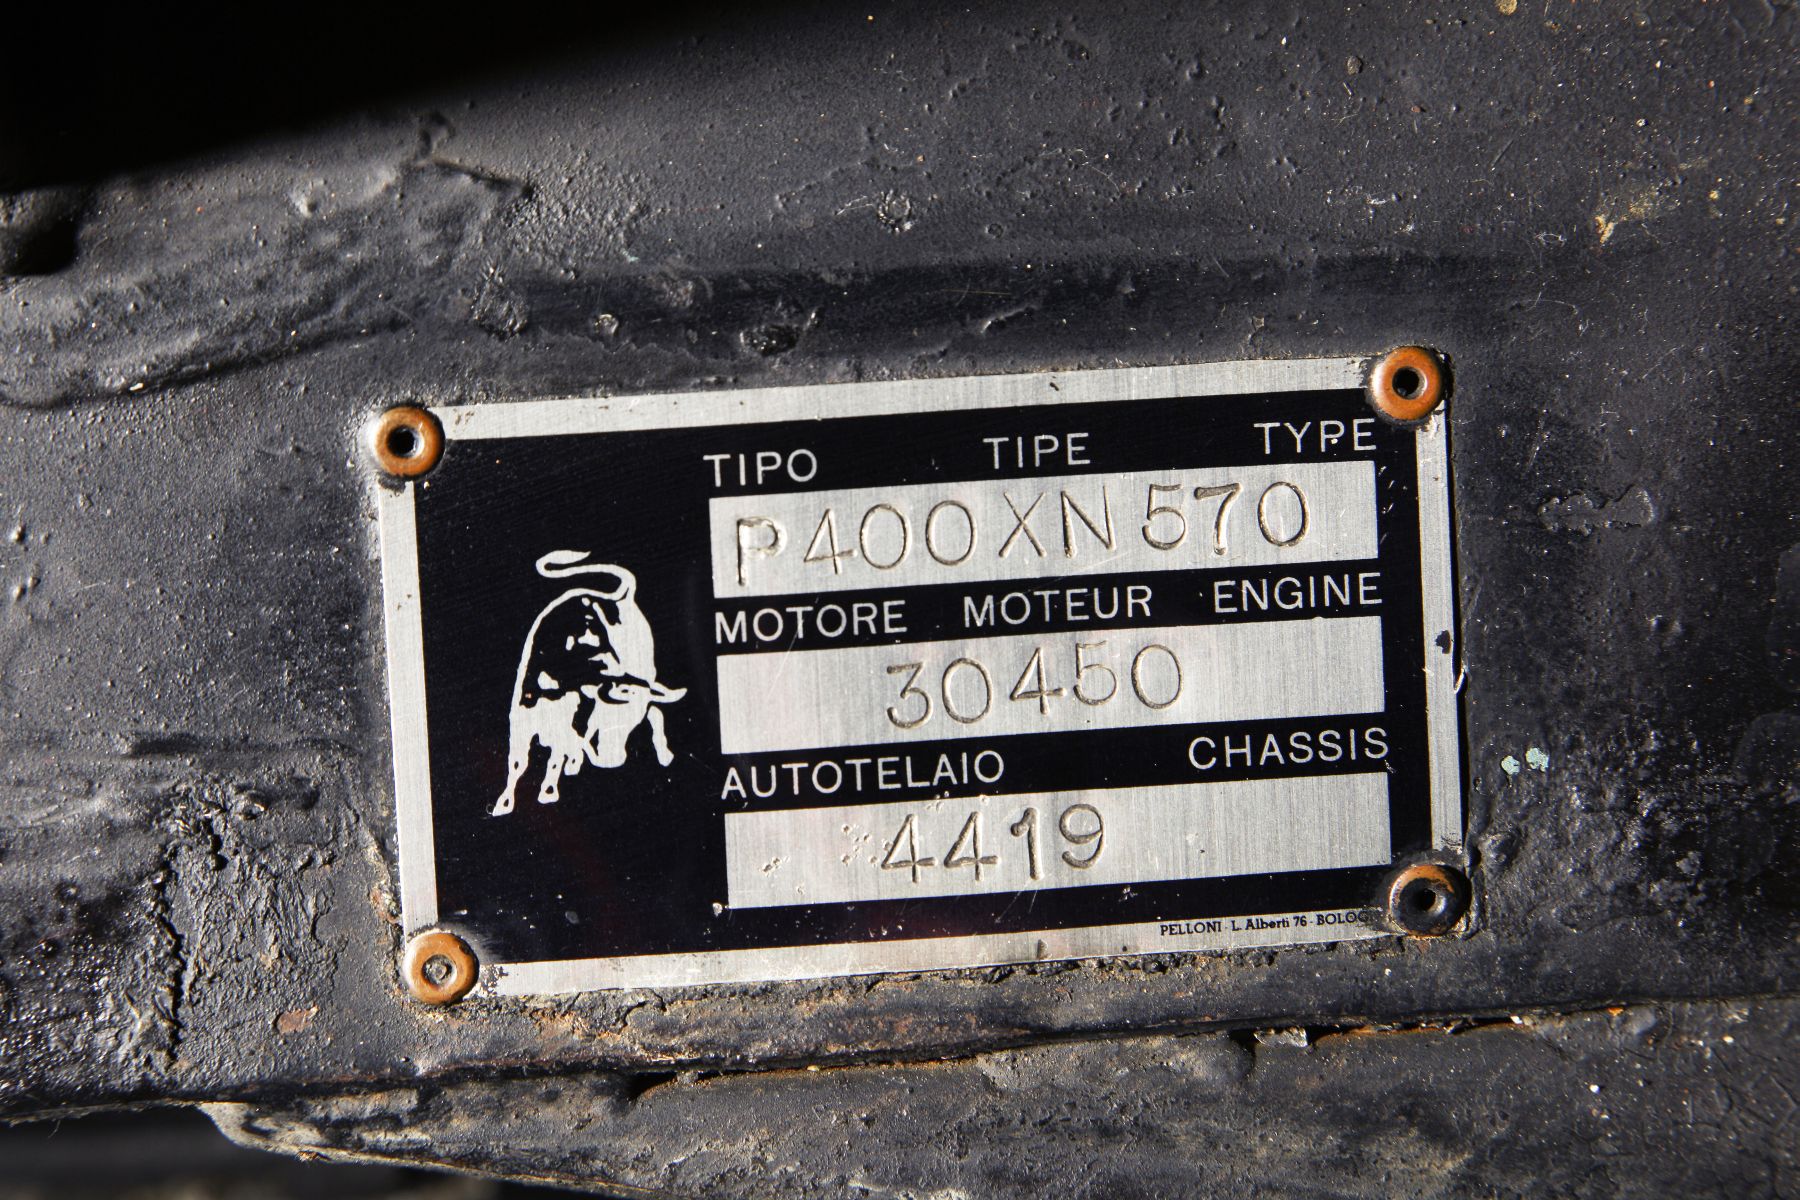 TIPO TIPE TYPE
P400XN570
MOTORE MOTEUR ENGINE
30450
AUTOTELAIO CHASSIS
4419
PELLONI - L. Alberti 76 - BOLOG